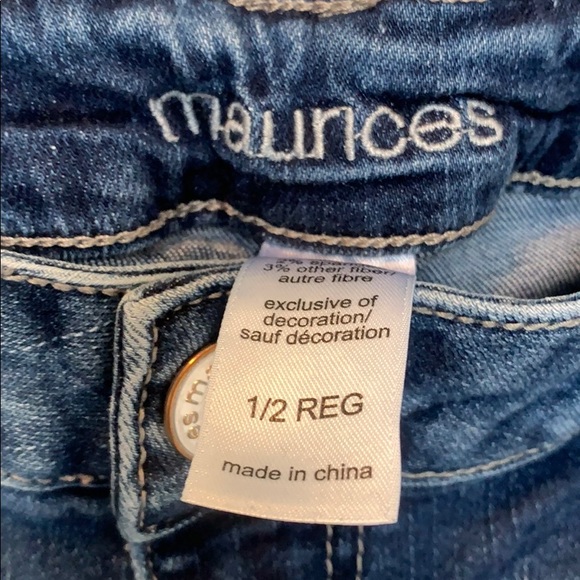 maurices
3% other fiber/
autre fibre
exclusive of
decoration/
sauf décoration
1/2 REG
made in china